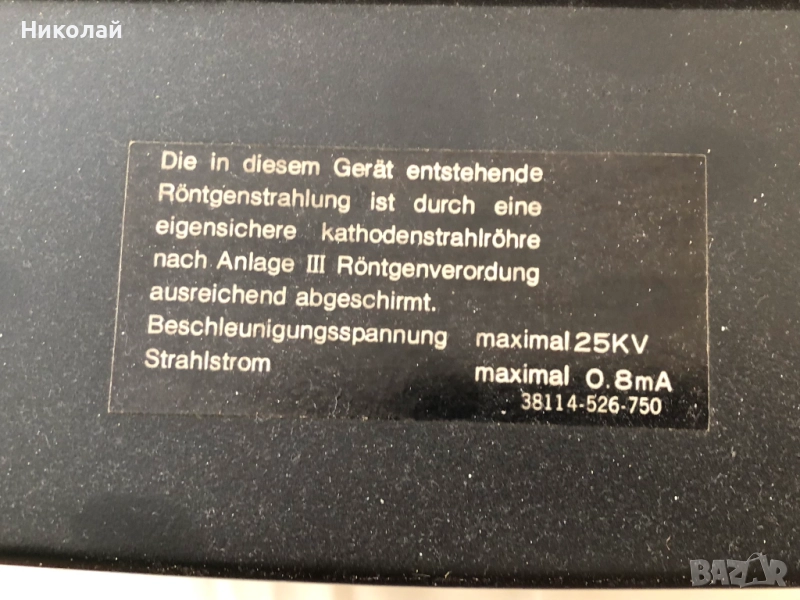 Николай
Die in diesem Gerät entstehende
Röntgenstrahlung ist durch eine
eigensichere kathodenstrahlröhre
nach Anlage III Röntgenverordung
ausreichend abgeschirmt.
Beschleunigungsspannung maximal 25KV
Strahlstrom maximal 0.8mA
38114-526-750
BAZAR